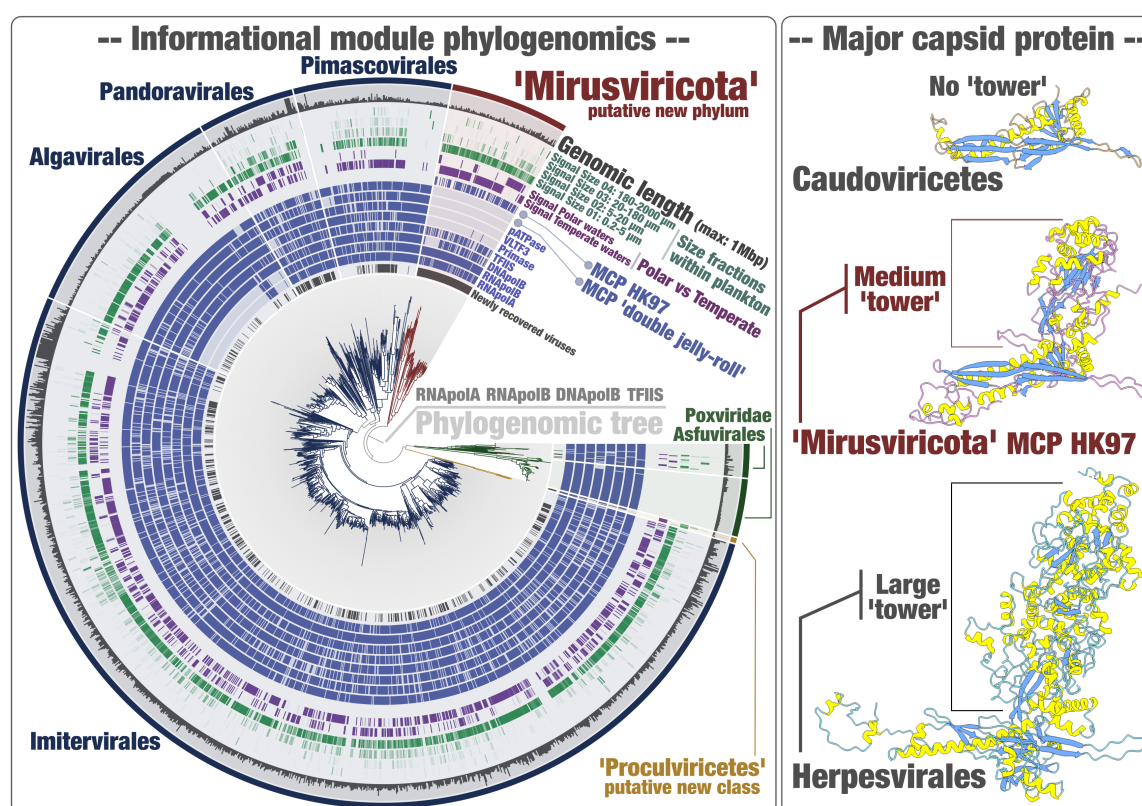 -- Informational module phylogenomics --
Pimascovirales
Pandoravirales
'Mirusviricota'
putative new phylum
Algavirales
Genomic length (max: 1Mbp)
Signal Size 04: 180-2000 µm
Signal Size 03: 20-180 µm
Signal Size 02: 5-20 µm
Signal Size 01: 0.2-5 µm
Size fractions
within plankton
Signal Polar waters
Signal Temperate waters
Polar vs Temperate
MCP HK97
MCP 'double jelly-roll'
pATPase
VLTF3
Primase
TFIIS
DNApolB
RNApolB
RNApolA
Newly recovered viruses
RNApolA RNApolB DNApolB TFIIS
Phylogenomic tree
Poxviridae
Asfuvirales
Imitervirales
'Proculviricetes'
putative new class
-- Major capsid protein --
No 'tower'
Caudoviricetes
Medium
'tower'
'Mirusviricota' MCP HK97
Large
'tower'
Herpesvirales